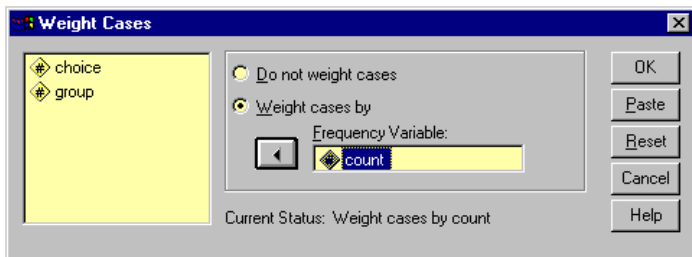 Weight Cases
choice
group
Do not weight cases
Weight cases by
Frequency Variable:
count
Current Status: Weight cases by count
OK
Paste
Reset
Cancel
Help